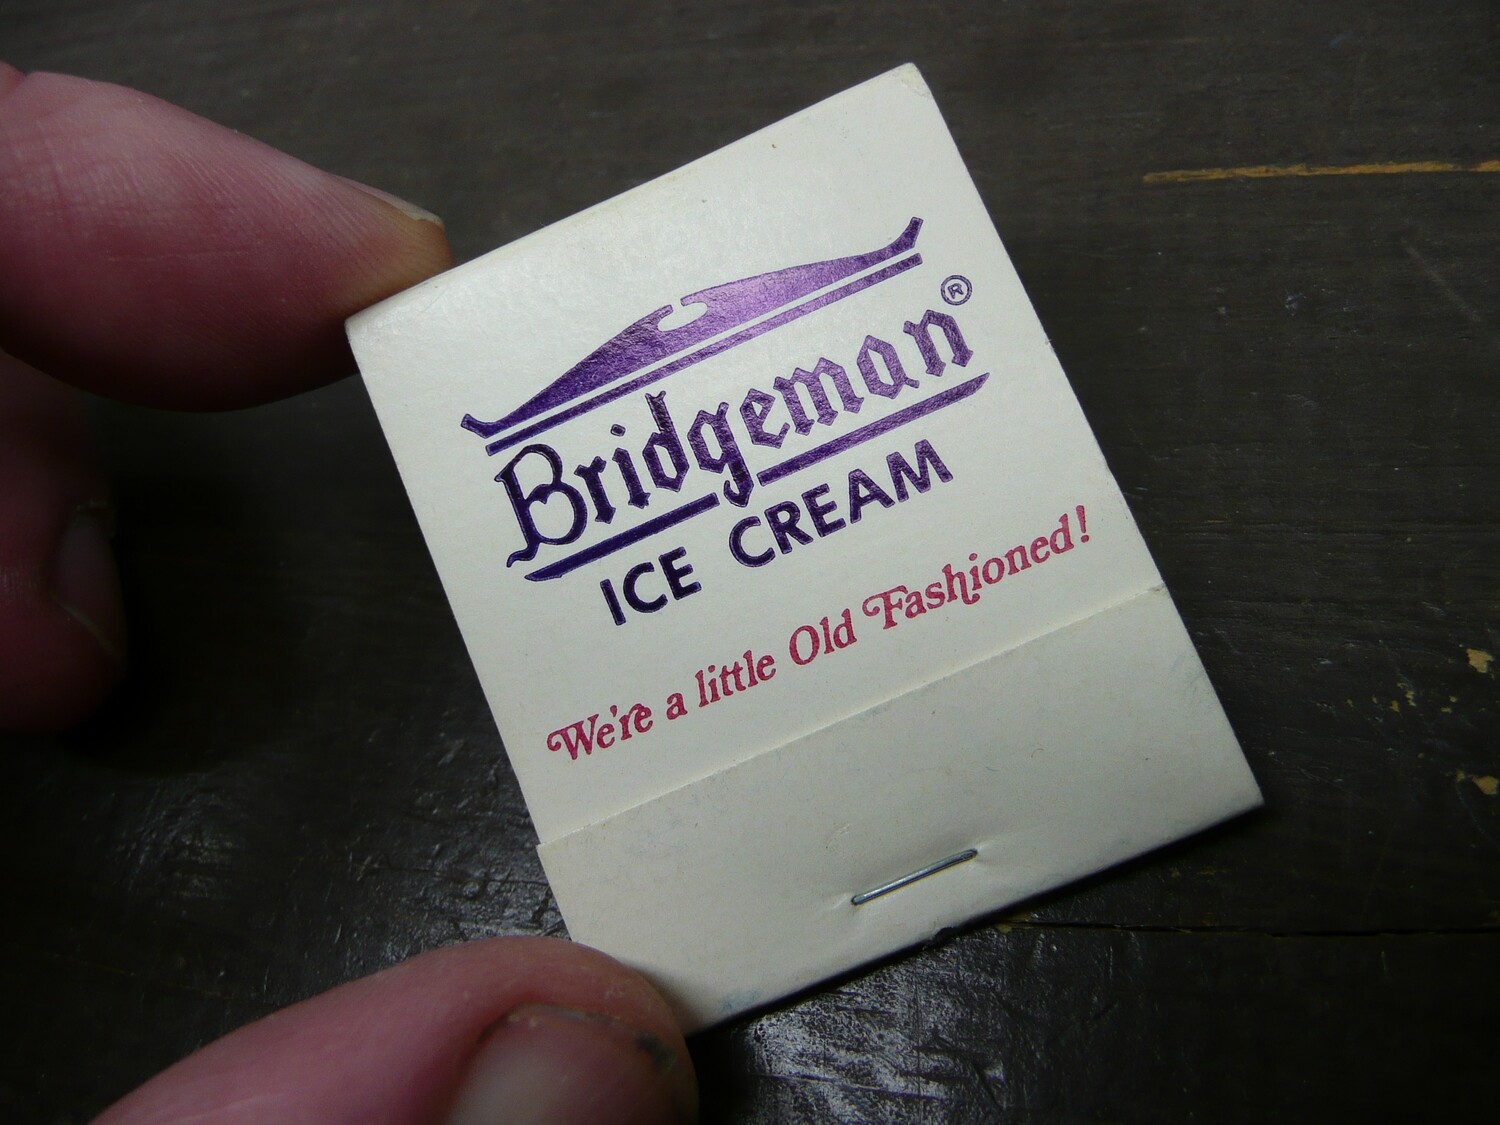 Bridgeman®
ICE CREAM
We're a little Old Fashioned!